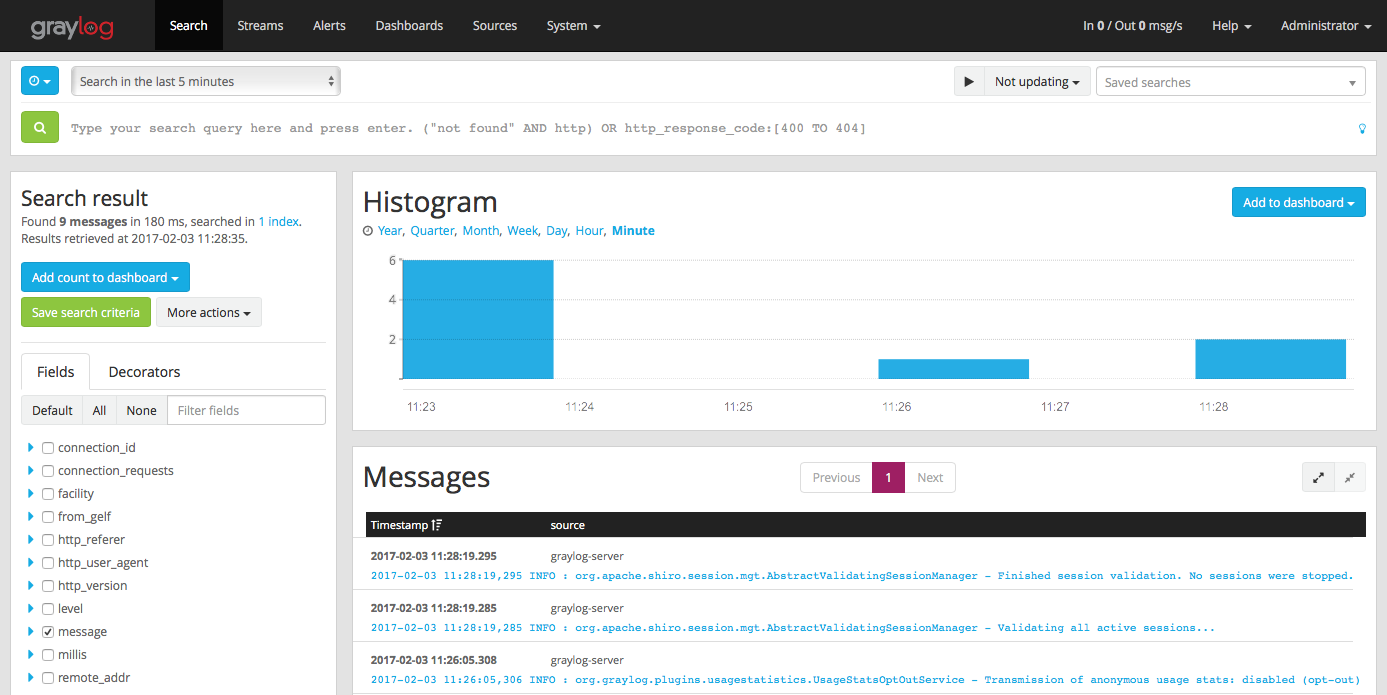 graylog Search Streams Alerts Dashboards Sources System In 0 / Out 0 msg/s Help Administrator
Search in the last 5 minutes Not updating Saved searches
Type your search query here and press enter. ("not found" AND http) OR http_response_code:[400 TO 404]
Search result
Found 9 messages in 180 ms, searched in 1 index.
Results retrieved at 2017-02-03 11:28:35.
Add count to dashboard
Save search criteria More actions
Fields Decorators
Default All None Filter fields
connection_id
connection_requests
facility
from_gelf
http_referer
http_user_agent
http_version
level
message
millis
remote_addr
Histogram Add to dashboard
Year, Quarter, Month, Week, Day, Hour, Minute
6
4
2
11:23 11:24 11:25 11:26 11:27 11:28
Messages Previous 1 Next
Timestamp source
2017-02-03 11:28:19.295 graylog-server
2017-02-03 11:28:19,295 INFO : org.apache.shiro.session.mgt.AbstractValidatingSessionManager - Finished session validation. No sessions were stopped.
2017-02-03 11:28:19.285 graylog-server
2017-02-03 11:28:19,285 INFO : org.apache.shiro.session.mgt.AbstractValidatingSessionManager - Validating all active sessions...
2017-02-03 11:26:05.308 graylog-server
2017-02-03 11:26:05,306 INFO : org.graylog.plugins.usagestatistics.UsageStatsOptOutService - Transmission of anonymous usage stats: disabled (opt-out)